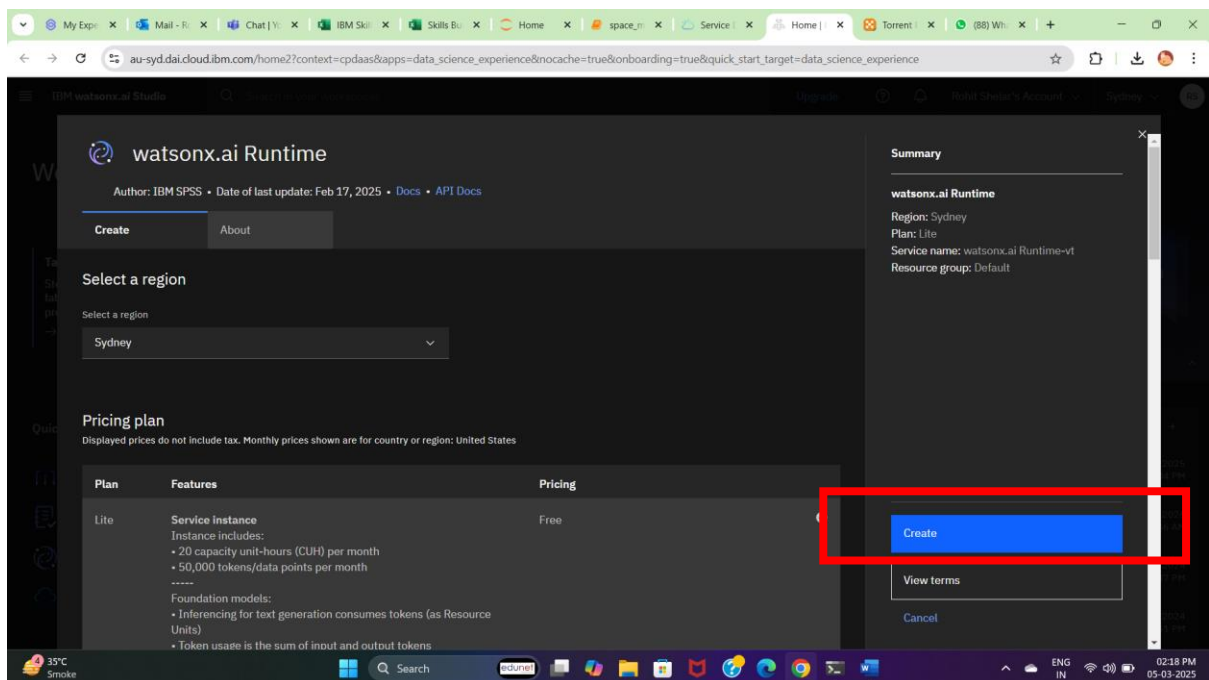 My Expe
Mail - Ro
Chat | Yo
IBM Skil
Skills Bu
Home
space_m
Service
Home |
Torrent
(88) Wh
au-syd.dai.cloud.ibm.com/home2?context=cpdaas&apps=data_science_experience&nocache=true&onboarding=true&quick_start_target=data_science_experience
IBM watsonx.ai Studio
Upgrade
Rohit Shelar's Account
Sydney
watsonx.ai Runtime
Author: IBM SPSS • Date of last update: Feb 17, 2025 • Docs • API Docs
Create
About
Select a region
Select a region
Sydney
Pricing plan
Displayed prices do not include tax. Monthly prices shown are for country or region: United States
Plan Features Pricing
Lite Service instance Free
Instance includes:
• 20 capacity unit-hours (CUH) per month
• 50,000 tokens/data points per month
-----
Foundation models:
• Inferencing for text generation consumes tokens (as Resource
Units)
• Token usage is the sum of input and output tokens
Summary
watsonx.ai Runtime
Region: Sydney
Plan: Lite
Service name: watsonx.ai Runtime-vt
Resource group: Default
Create
View terms
Cancel
4
35°C
Smoke
Search
edunet
ENG
IN
02:18 PM
05-03-2025